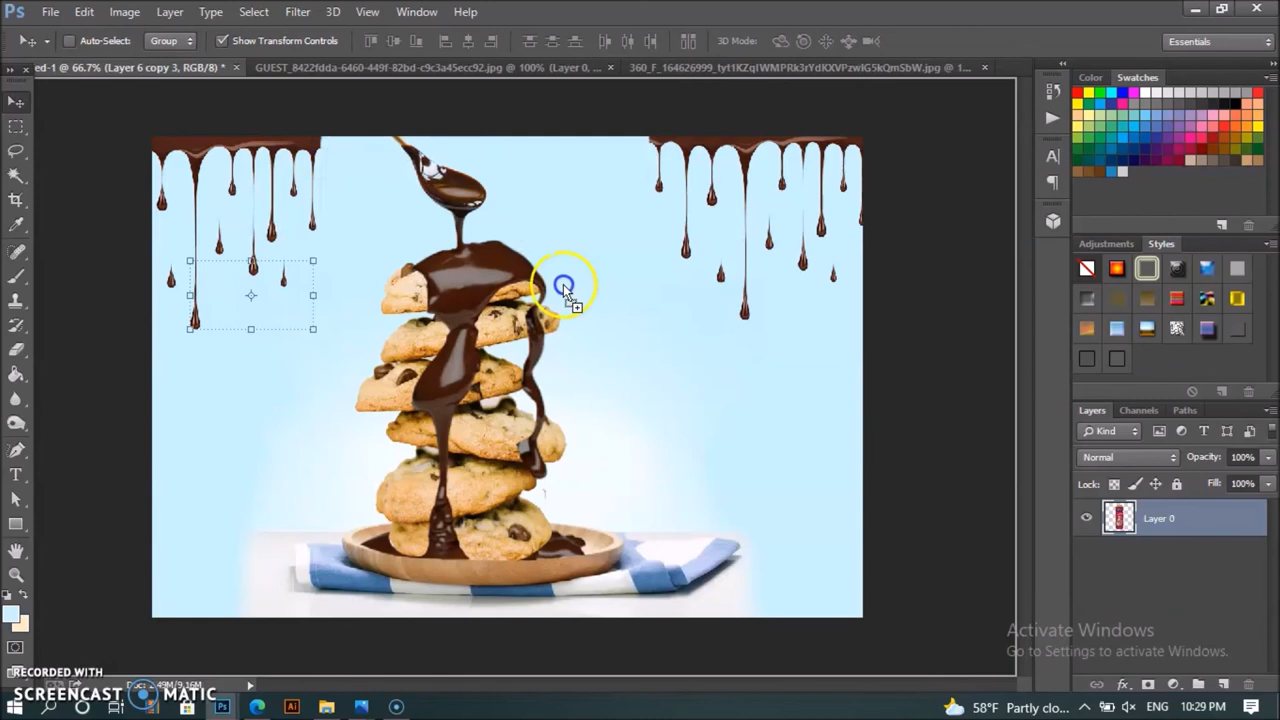 Ps File Edit Image Layer Type Select Filter 3D View Window Help
Auto-Select: Group Show Transform Controls 3D Mode: Essentials
ed-1 @ 66.7% (Layer 6 copy 3, RGB/8) * × GUEST_8422fdda-6460-449f-82bd-c9c3a45ecc92.jpg @ 100% (Layer 0, ... × 360_F_164626999_tyt1KZqTWMPRk3rYdKXVPzwIG5kQmSbW.jpg @ 1... ×
Color Swatches
Adjustments Styles
Layers Channels Paths
Kind
Normal Opacity: 100%
Lock: Fill: 100%
Layer 0
Activate Windows
Go to Settings to activate Windows.
RECORDED WITH
SCREENCAST MATIC
58°F Partly clo... ENG 10:29 PM